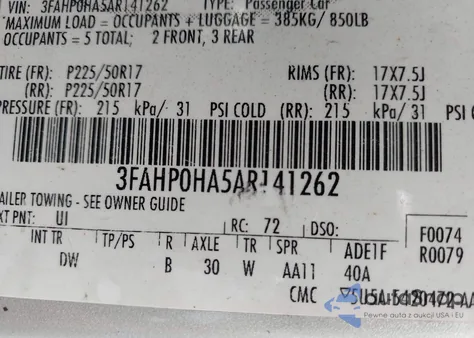 VIN: 3FAHP0HA5AR141262 TYPE: Passenger Car
MAXIMUM LOAD = OCCUPANTS + LUGGAGE = 385KG/ 850LB
OCCUPANTS = 5 TOTAL; 2 FRONT, 3 REAR
TIRE (FR): P225/50R17 RIMS (FR): 17X7.5J
(RR): P225/50R17 (RR): 17X7.5J
PRESSURE (FR): 215 kPa/ 31 PSI COLD (RR): 215 kPa/ 31 PSI
3FAHP0HA5AR141262
AILER TOWING - SEE OWNER GUIDE
XT PNT: UI RC: 72 DSO: F0074
INT TR TP/PS R AXLE TR SPR ADE1F R0079
DW B 30 W AA11 40A
CMC
Pewne auta z aukcji USA i EU